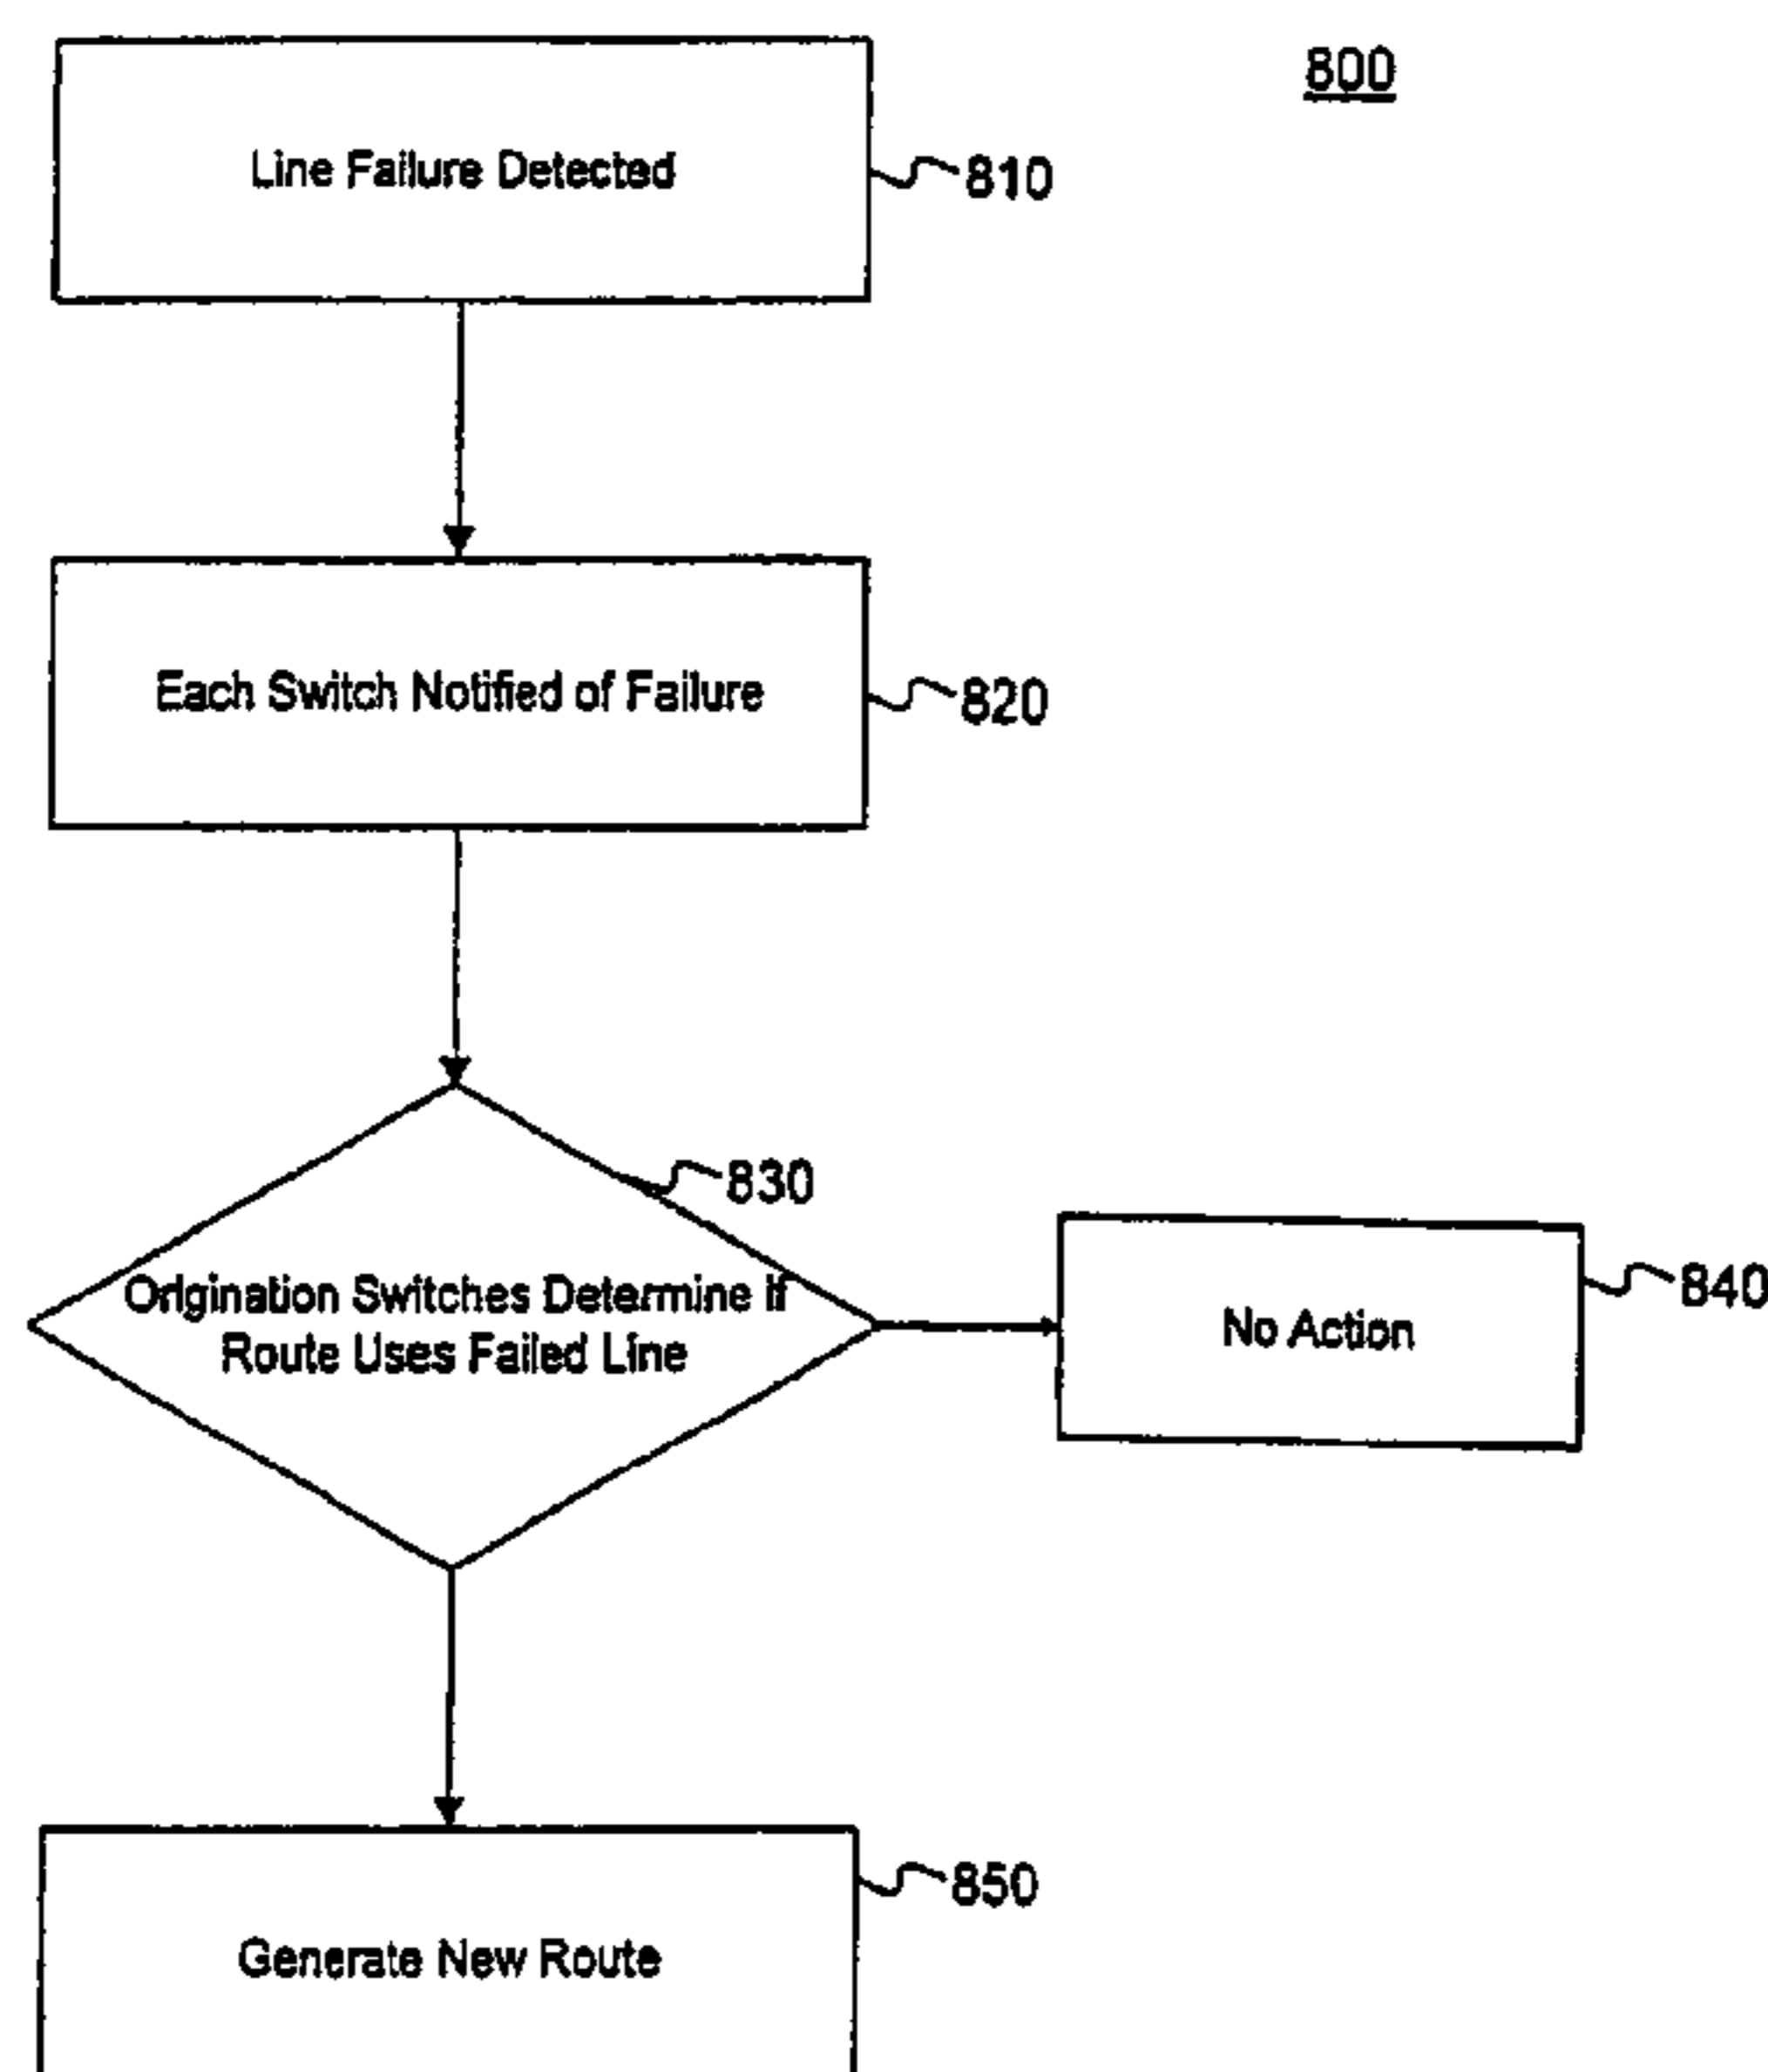 800
Line Failure Detected
810
Each Switch Notified of Failure
820
830
Origination Switches Determine if
Route Uses Failed Line
840
No Action
850
Generate New Route